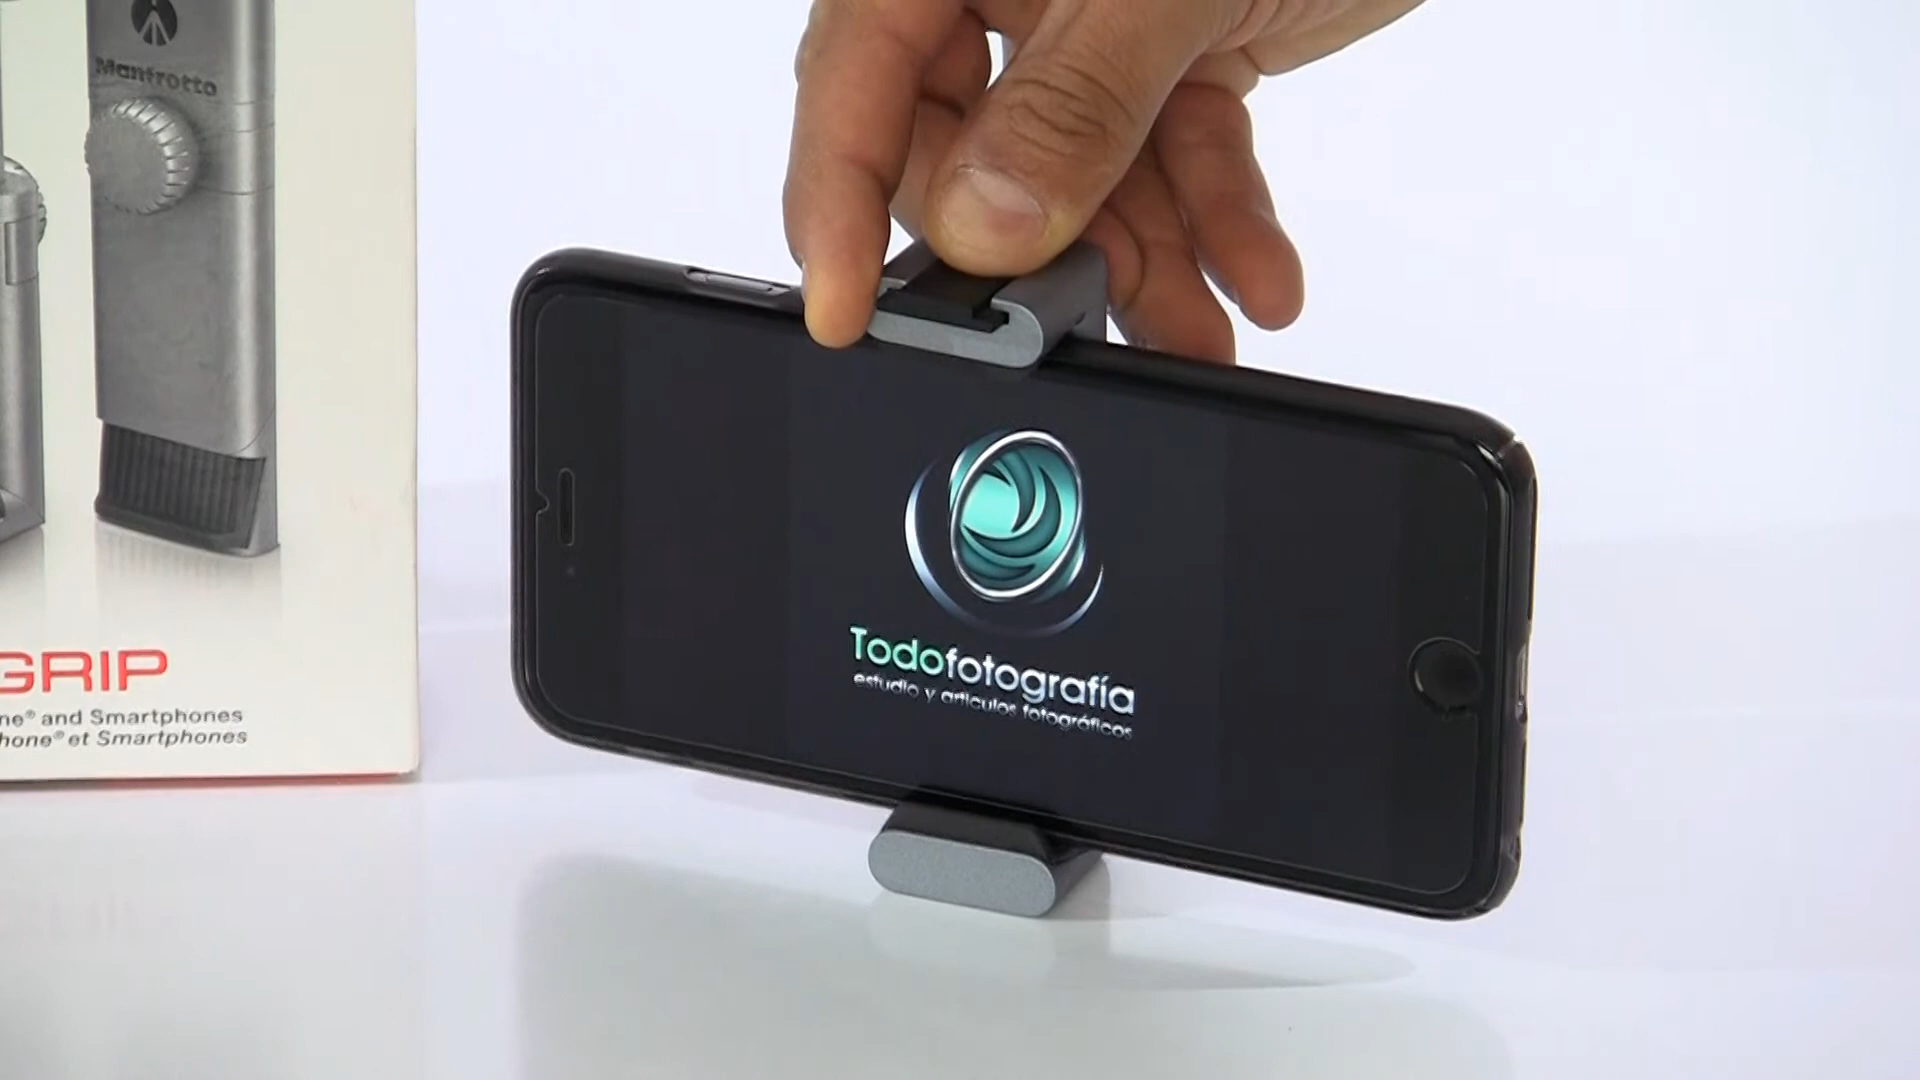 Manfrotto
GRIP
ne® and Smartphones
hone® et Smartphones
Todofotografía
estudio y artículos fotográficos